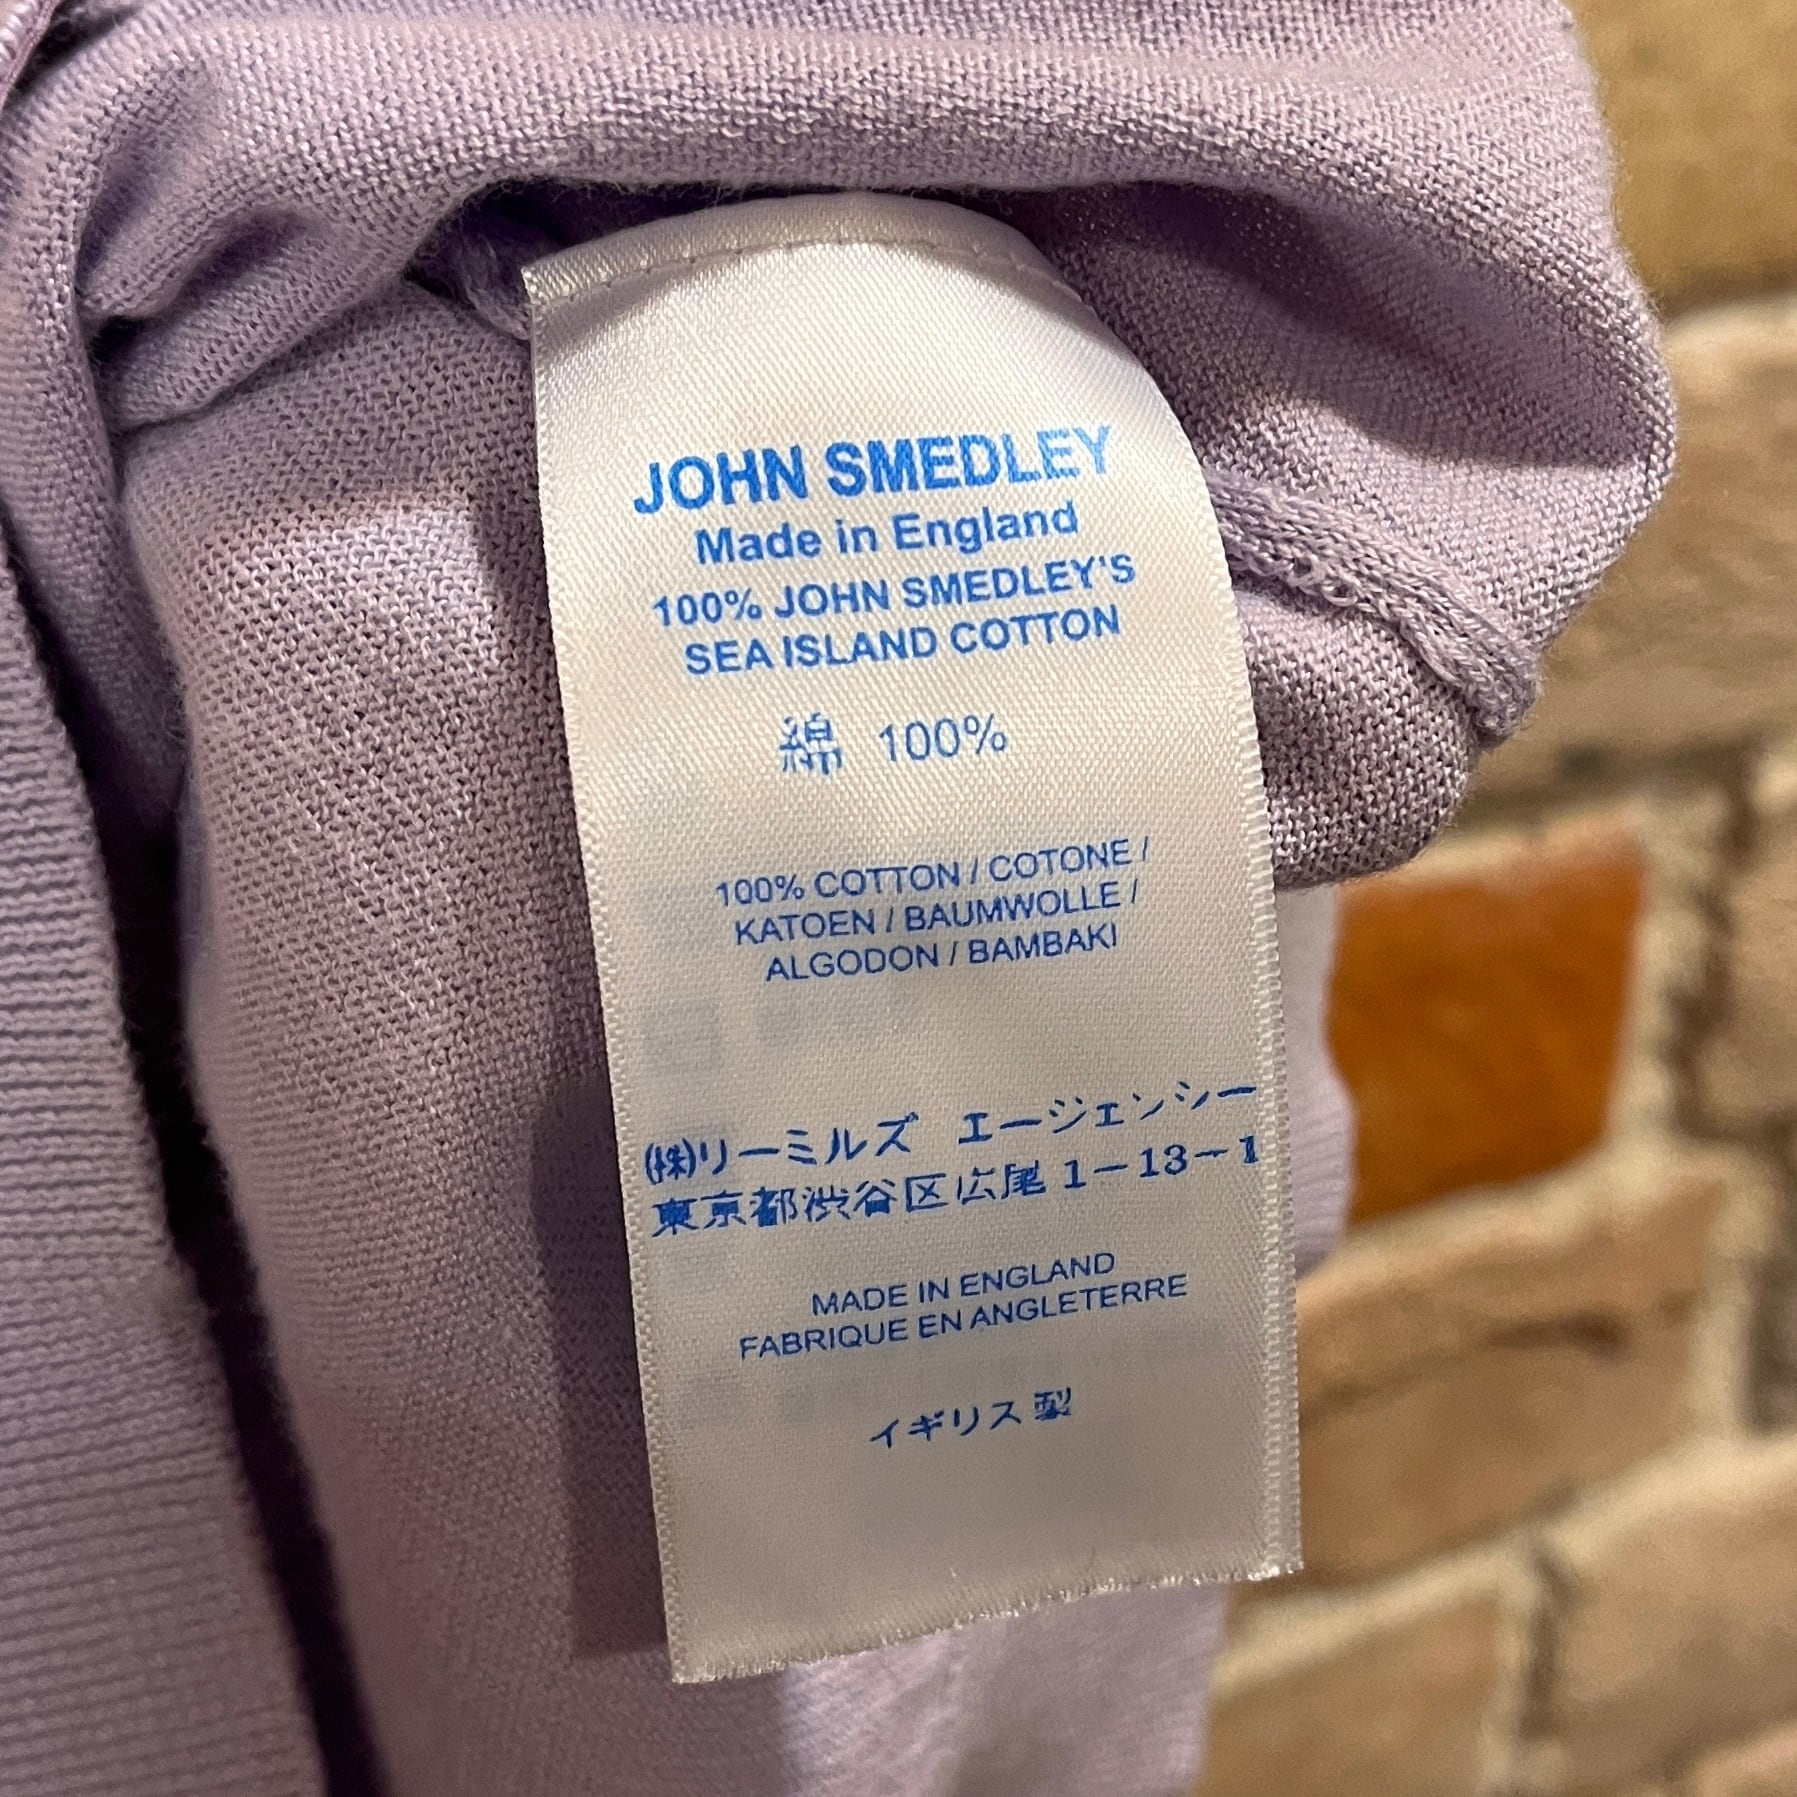 JOHN SMEDLEY
Made in England
100% JOHN SMEDLEY'S
SEA ISLAND COTTON
綿 100%
100% COTTON / COTONE /
KATOEN / BAUMWOLLE /
ALGODON / BAMBAKI
(株)リーミルズ エージェンシー
東京都渋谷区広尾1－13－1
MADE IN ENGLAND
FABRIQUE EN ANGLETERRE
イギリス製